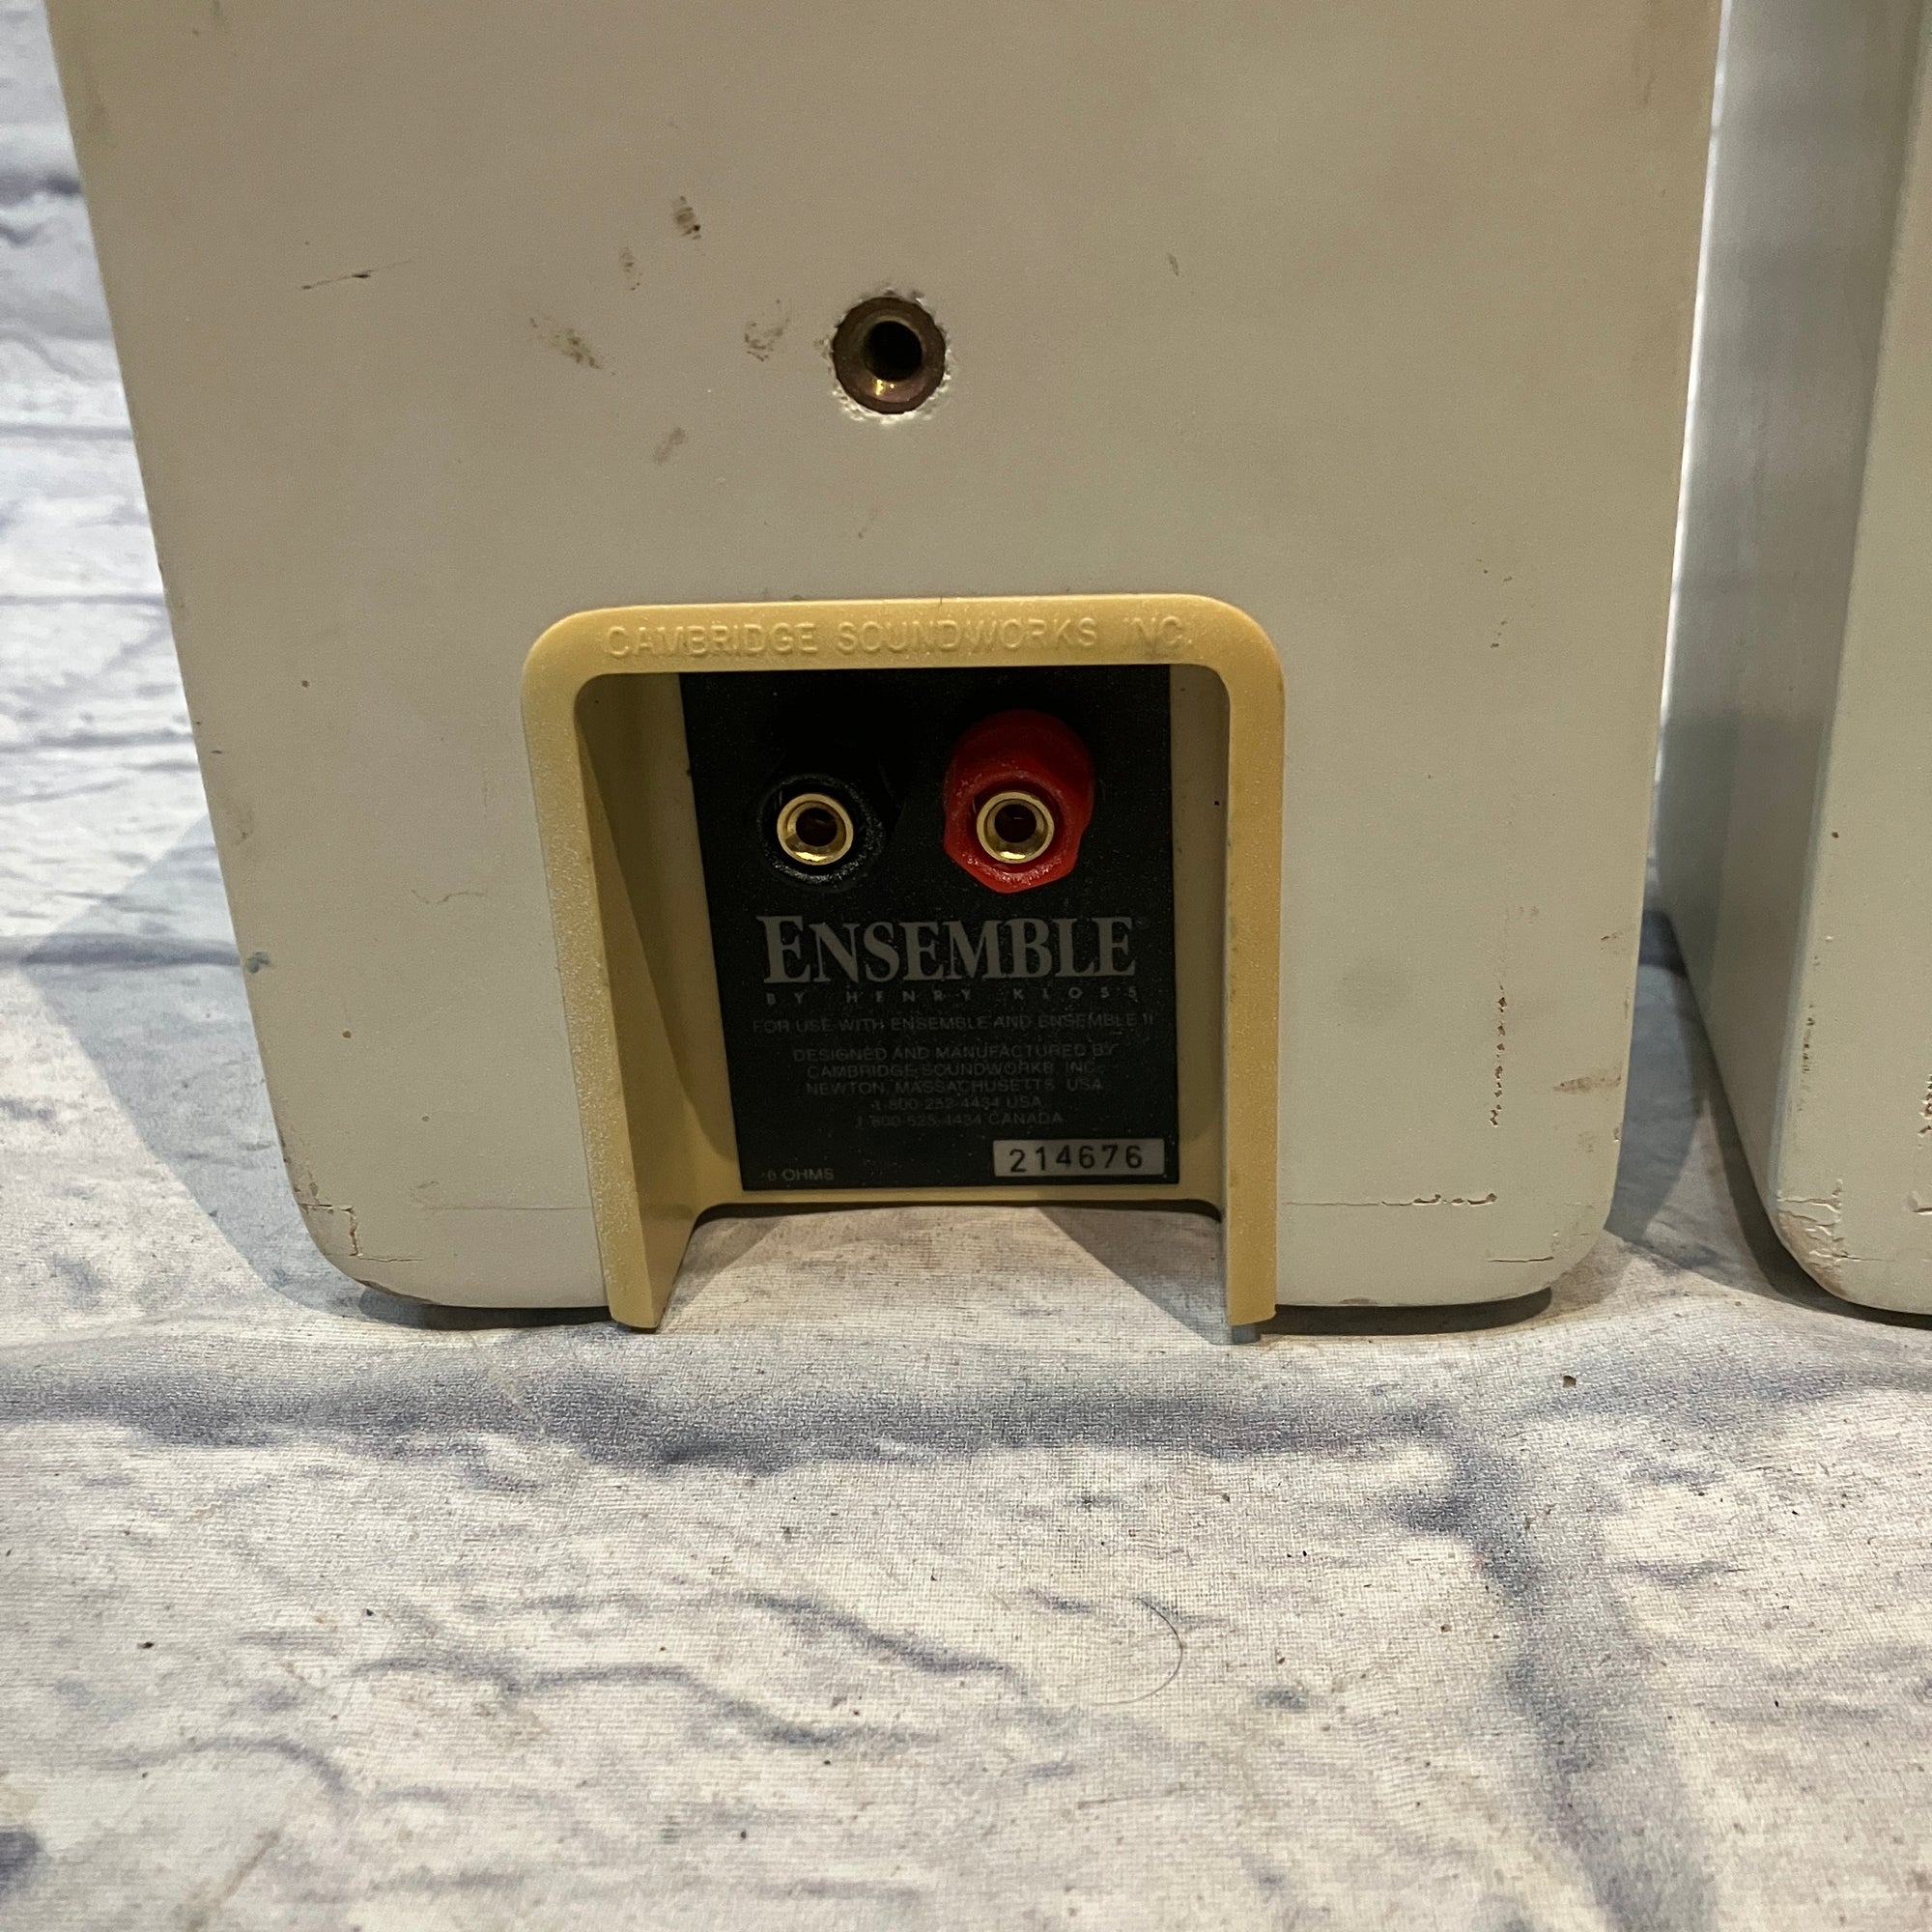 CAMBRIDGE SOUNDWORKS INC.
ENSEMBLE
BY HENRY KLOSS
FOR USE WITH ENSEMBLE AND ENSEMBLE II
DESIGNED AND MANUFACTURED BY
CAMBRIDGE SOUNDWORKS, INC.
NEWTON, MASSACHUSETTS USA
1-800-252-4434 USA
1-800-525-4434 CANADA
214676
8 OHMS